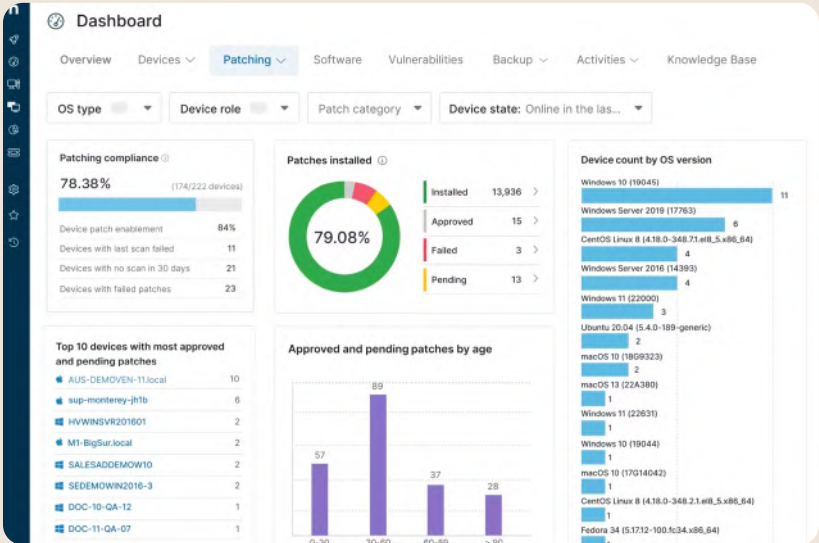 Dashboard
Overview
Devices
Patching
Software
Vulnerabilities
Backup
Activities
Knowledge Base
OS type
Device role
Patch category
Device state: Online in the las...
Patching compliance
78.38%
(174/222 devices)
Device patch enablement 84%
Devices with last scan failed 11
Devices with no scan in 30 days 21
Devices with failed patches 23
Patches installed
79.08%
Installed 13,936
Approved 15
Failed 3
Pending 13
Device count by OS version
Windows 10 (19045)
11
Windows Server 2019 (17763)
6
CentOS Linux 8 (4.18.0-348.7.1.el8_5.x86_64)
4
Windows Server 2016 (14393)
4
Windows 11 (22000)
3
Ubuntu 20.04 (5.4.0-189-generic)
2
macOS 10 (18G9323)
2
macOS 13 (22A380)
1
Windows 11 (22631)
1
Windows 10 (19044)
1
macOS 10 (17G14042)
1
CentOS Linux 8 (4.18.0-348.2.1.el8_5.x86_64)
1
Fedora 34 (5.17.12-100.fc34.x86_64)
Top 10 devices with most approved
and pending patches
AUS-DEMOVEN-11.local 10
sup-monterey-jh1b 6
HVWINSVR201601 2
M1-BigSur.local 2
SALESADDEMOW10 2
SEDEMOWIN2016-3 2
DOC-10-QA-12 1
DOC-11-QA-07 1
Approved and pending patches by age
57
89
37
28